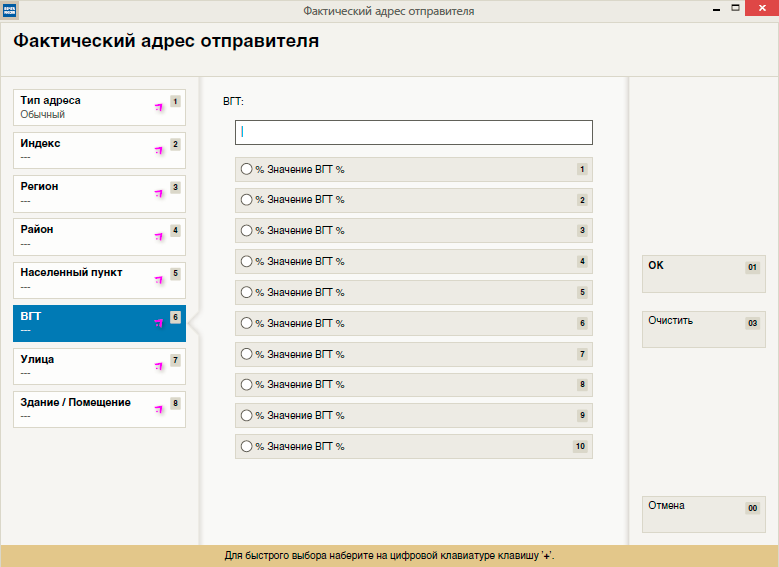 Фактический адрес отправителя
Фактический адрес отправителя
Тип адреса 1
Обычный
Индекс 2
---
Регион 3
---
Район 4
---
Населенный пункт 5
---
ВГТ 6
---
Улица 7
---
Здание / Помещение 8
---
ВГТ:
% Значение ВГТ % 1
% Значение ВГТ % 2
% Значение ВГТ % 3
% Значение ВГТ % 4
% Значение ВГТ % 5
% Значение ВГТ % 6
% Значение ВГТ % 7
% Значение ВГТ % 8
% Значение ВГТ % 9
% Значение ВГТ % 10
OK 01
Очистить 03
Отмена 00
Для быстрого выбора наберите на цифровой клавиатуре клавишу '+'.